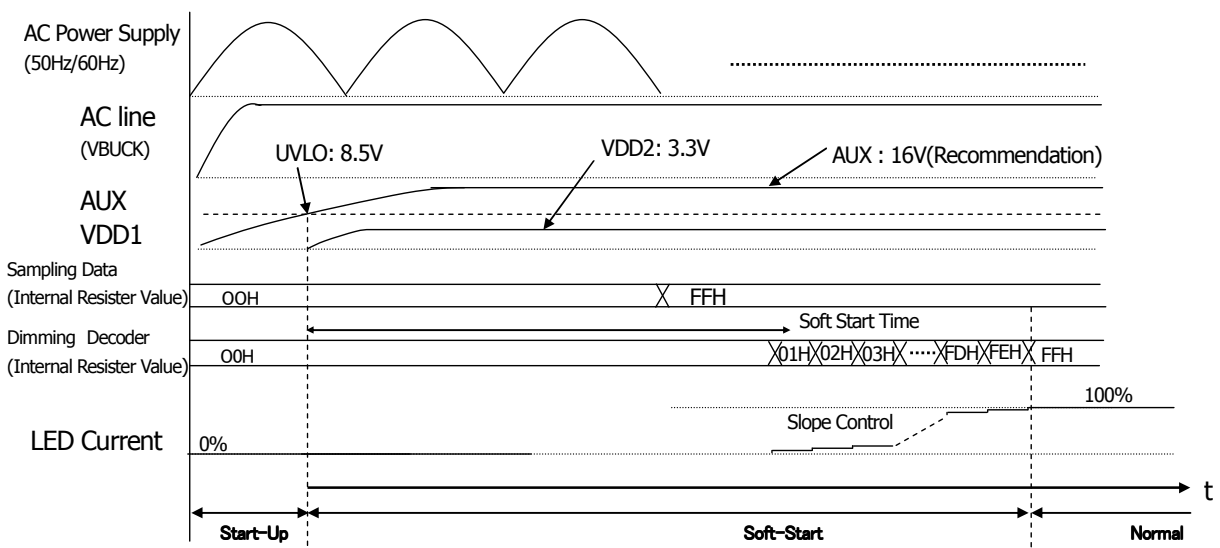 AC Power Supply
(50Hz/60Hz)
AC line
(VBUCK)
UVLO: 8.5V
VDD2: 3.3V
AUX : 16V(Recommendation)
AUX
VDD1
Sampling Data
(Internal Resister Value)
OOH
FFH
Soft Start Time
Dimming Decoder
(Internal Resister Value)
O0H
01H
02H
03H
FDH
FEH
FFH
100%
Slope Control
LED Current
0%
t
Start-Up
Soft-Start
Normal